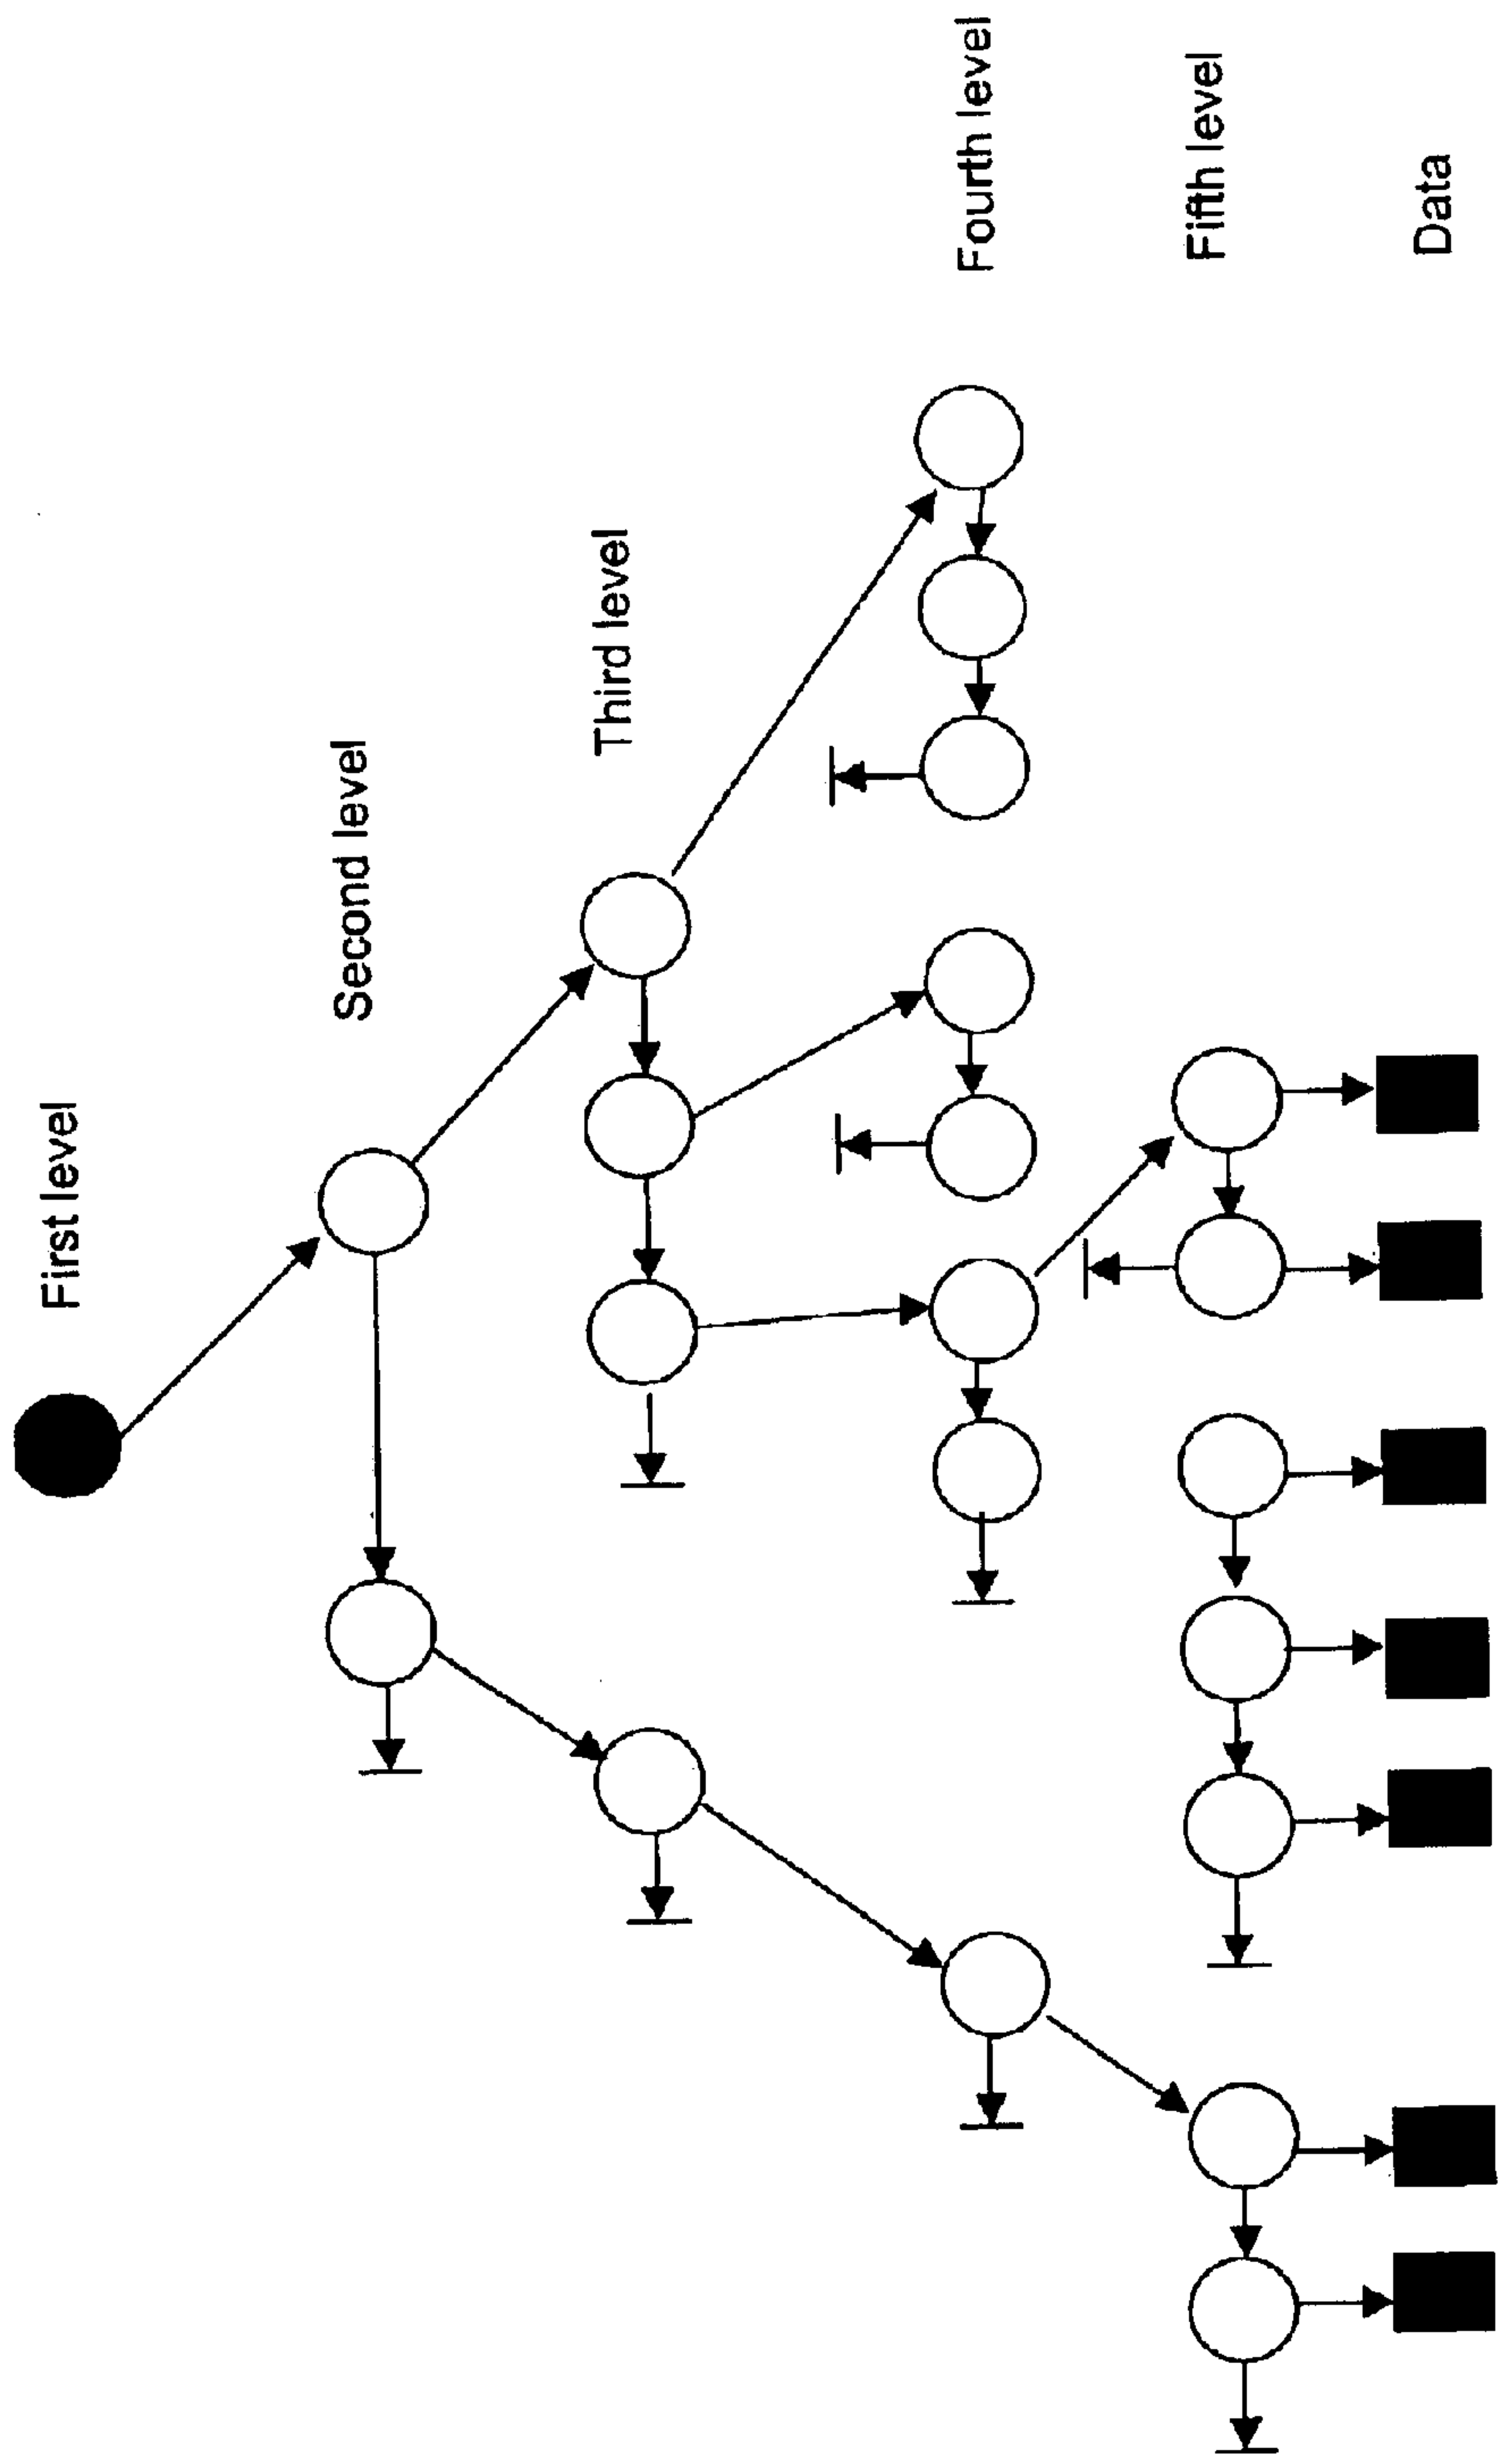 First level
Second level
Third level
Fourth level
Fifth level
Data